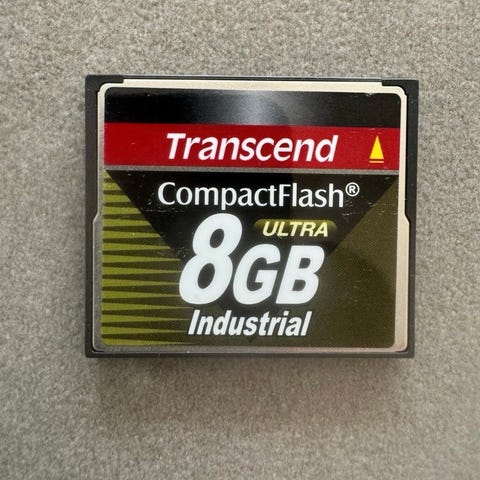 Transcend
CompactFlash®
ULTRA
8GB
Industrial